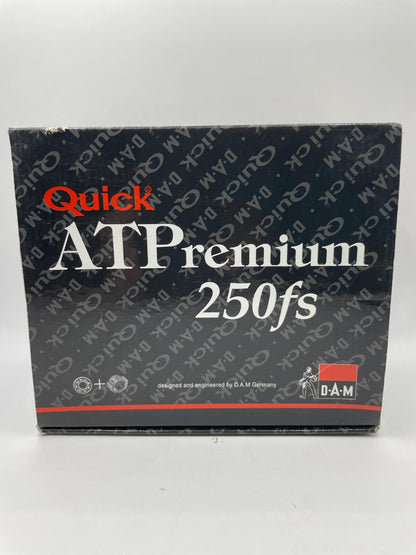 Quick®
ATPremium
250fs
designed and engineered by D.A.M Germany
D·A·M